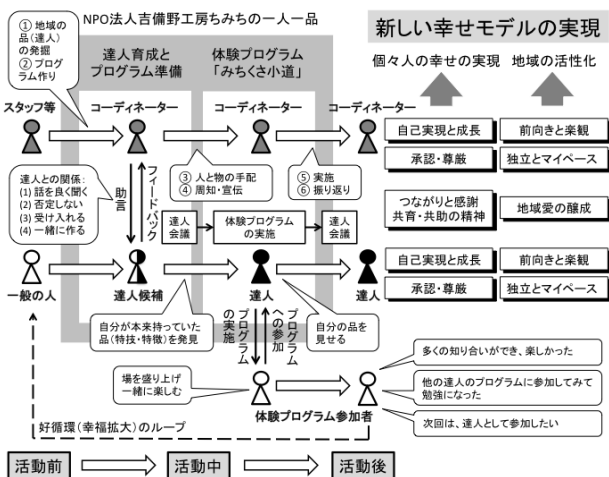 NPO法人吉備野工房ちみちの一人一品
新しい幸せモデルの実現
① 地域の
品(達人)
の発掘
② プログ
ラム作り
達人育成と
プログラム準備
体験プログラム
「みちくさ小道」
個々人の幸せの実現
地域の活性化
スタッフ等
コーディネーター
コーディネーター
コーディネーター
自己実現と成長
前向きと楽観
承認・尊厳
独立とマイペース
③ 人と物の手配
④ 周知・宣伝
⑤ 実施
⑥ 振り返り
達人との関係:
(1) 話を良く聞く
(2) 否定しない
(3) 受け入れる
(4) 一緒に作る
助言
フィードバック
つながりと感謝
共育・共助の精神
地域愛の醸成
達人
会議
体験プログラム
の実施
達人
会議
自己実現と成長
前向きと楽観
承認・尊厳
独立とマイペース
一般の人
達人候補
達人
達人
自分が本来持っていた
品(特技・特徴)を発見
プログラム
の実施
プログラム
への参加
自分の品を
見せる
場を盛り上げ
一緒に楽しむ
体験プログラム参加者
多くの知り合いができ、楽しかった
他の達人のプログラムに参加してみて
勉強になった
次回は、達人として参加したい
好循環(幸福拡大)のループ
活動前
活動中
活動後